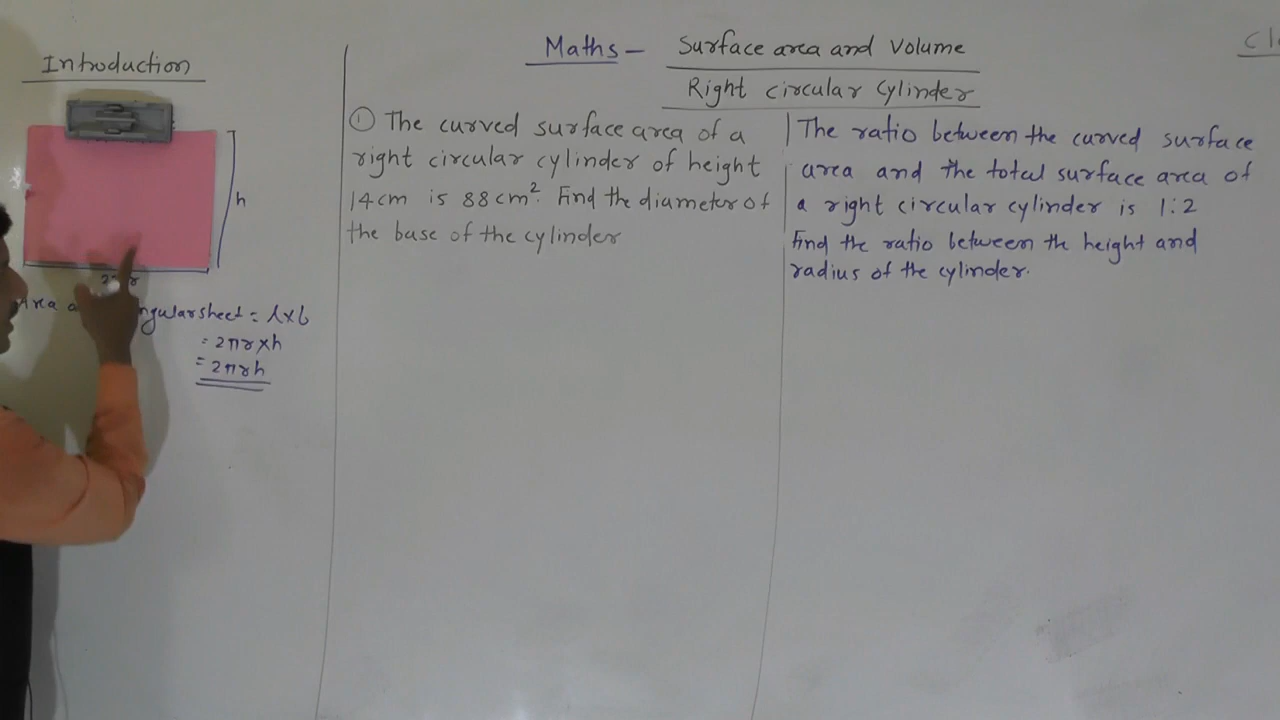 Maths - Surface area and Volume
Right circular Cylinder
Introduction
h
Area
ngular sheet = l x b
= 2πr x h
= 2πrh
① The curved surface area of a
right circular cylinder of height
14cm is 88cm². Find the diameter of
the base of the cylinder
The ratio between the curved surface
area and the total surface area of
a right circular cylinder is 1:2
Find the ratio between the height and
radius of the cylinder.